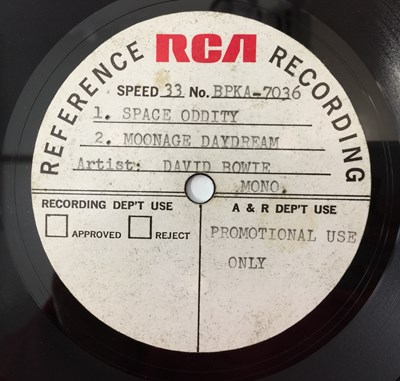 REFERENCE RCA RECORDING
SPEED 33 No. BPKA-7036
1. SPACE ODDITY
2. MOONAGE DAYDREAM
Artist: DAVID BOWIE
MONO.
RECORDING DEP'T USE
APPROVED REJECT
A & R DEP'T USE
PROMOTIONAL USE
ONLY